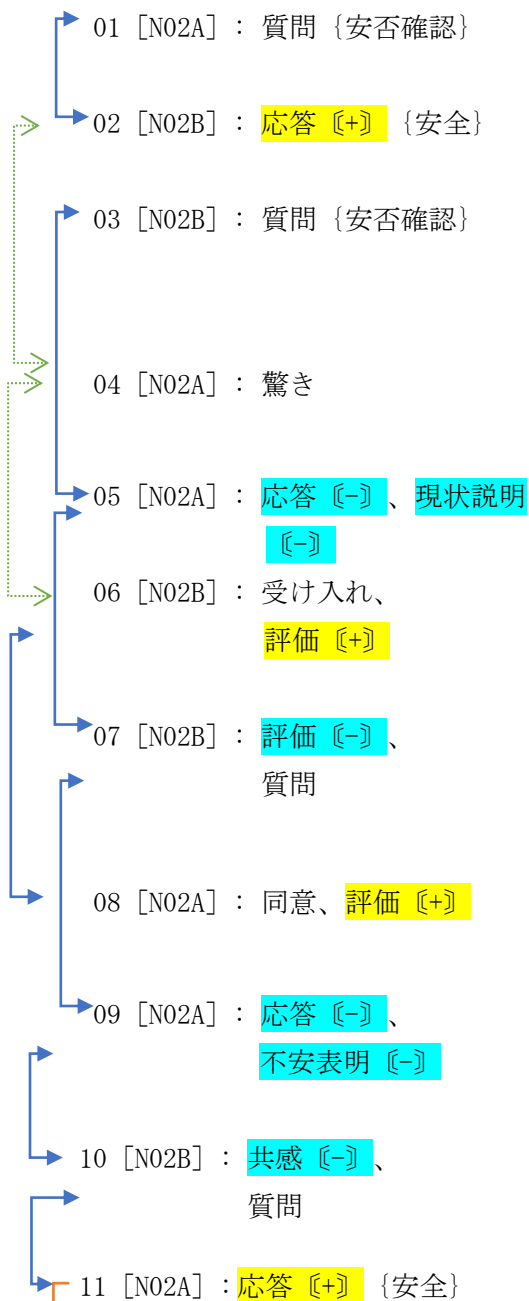 01 [N02A] : 質問 {安否確認}
02 [N02B] : 応答〔+〕 {安全}
03 [N02B] : 質問 {安否確認}
04 [N02A] : 驚き
05 [N02A] : 応答〔-〕、現状説明
〔-〕
06 [N02B] : 受け入れ、
評価〔+〕
07 [N02B] : 評価〔-〕、
質問
08 [N02A] : 同意、評価〔+〕
09 [N02A] : 応答〔-〕、
不安表明〔-〕
10 [N02B] : 共感〔-〕、
質問
11 [N02A] :応答〔+〕 {安全}